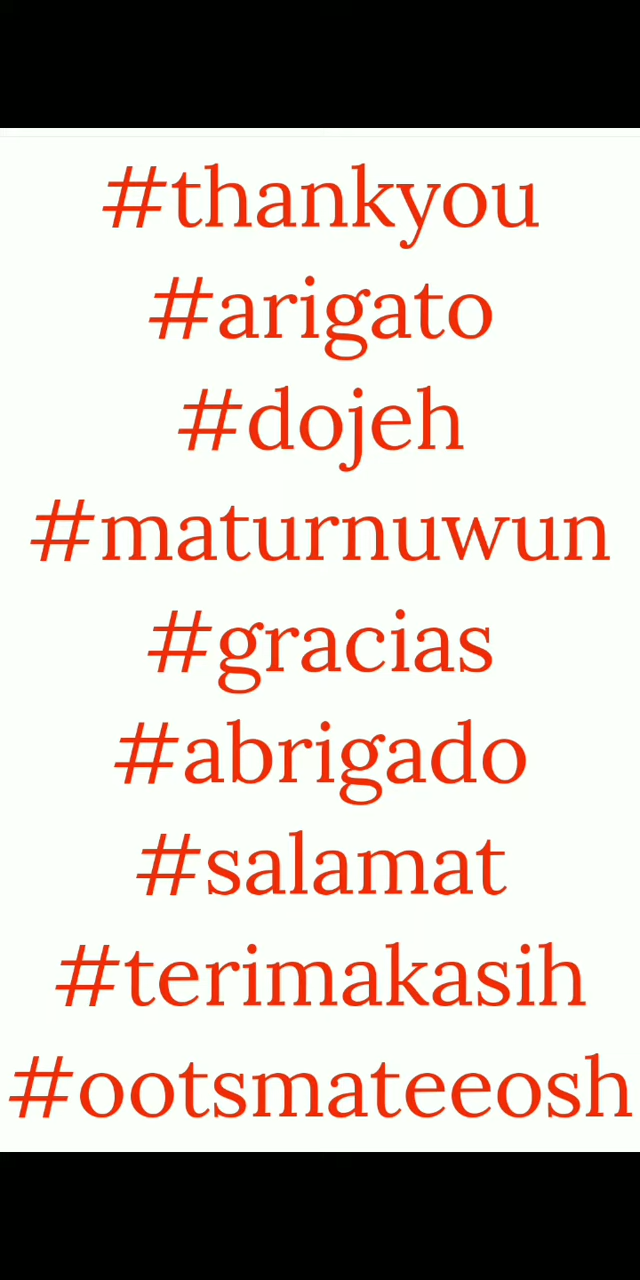 #thankyou
#arigato
#dojeh
#maturnuwun
#gracias
#abrigado
#salamat
#terimakasih
#ootsmateeosh